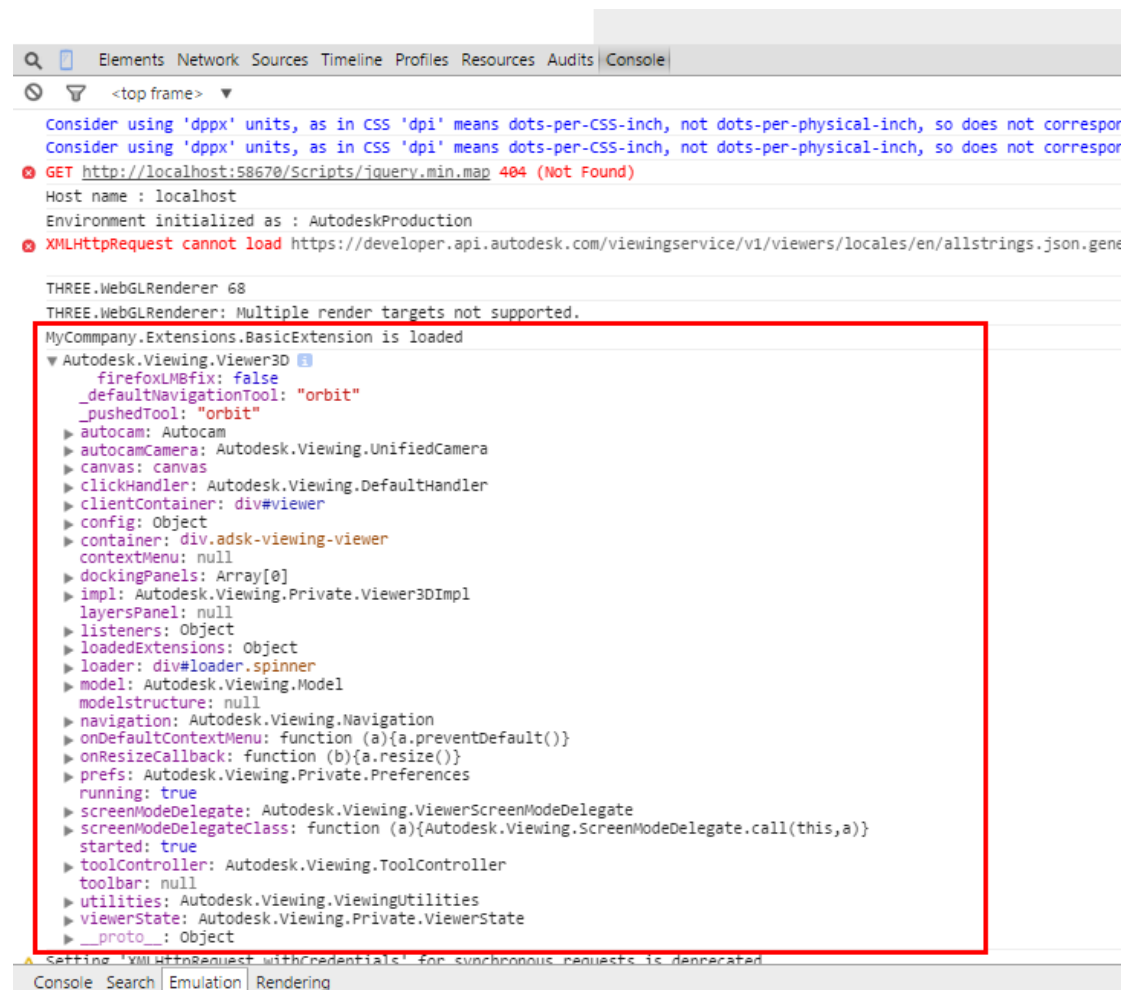 Elements Network Sources Timeline Profiles Resources Audits Console
<top frame> ▼
Consider using 'dppx' units, as in CSS 'dpi' means dots-per-CSS-inch, not dots-per-physical-inch, so does not correspon
Consider using 'dppx' units, as in CSS 'dpi' means dots-per-CSS-inch, not dots-per-physical-inch, so does not correspon
GET http://localhost:58670/Scripts/jquery.min.map 404 (Not Found)
Host name : localhost
Environment initialized as : AutodeskProduction
XMLHttpRequest cannot load https://developer.api.autodesk.com/viewingservice/v1/viewers/locales/en/allstrings.json.gene
THREE.WebGLRenderer 68
THREE.WebGLRenderer: Multiple render targets not supported.
MyCommpany.Extensions.BasicExtension is loaded
▼ Autodesk.Viewing.Viewer3D
firefoxLMBfix: false
_defaultNavigationTool: "orbit"
_pushedTool: "orbit"
▶ autocam: Autocam
▶ autocamCamera: Autodesk.Viewing.UnifiedCamera
▶ canvas: canvas
▶ clickHandler: Autodesk.Viewing.DefaultHandler
▶ clientContainer: div#viewer
▶ config: Object
▶ container: div.adsk-viewing-viewer
contextMenu: null
▶ dockingPanels: Array[0]
▶ impl: Autodesk.Viewing.Private.Viewer3DImpl
layersPanel: null
▶ listeners: Object
▶ loadedExtensions: Object
▶ loader: div#loader.spinner
▶ model: Autodesk.Viewing.Model
modelstructure: null
▶ navigation: Autodesk.Viewing.Navigation
▶ onDefaultContextMenu: function (a){a.preventDefault()}
▶ onResizeCallback: function (b){a.resize()}
▶ prefs: Autodesk.Viewing.Private.Preferences
running: true
▶ screenModeDelegate: Autodesk.Viewing.ViewerScreenModeDelegate
▶ screenModeDelegateClass: function (a){Autodesk.Viewing.ScreenModeDelegate.call(this,a)}
started: true
▶ toolController: Autodesk.Viewing.ToolController
toolbar: null
▶ utilities: Autodesk.Viewing.ViewingUtilities
▶ viewerState: Autodesk.Viewing.Private.ViewerState
▶ __proto__: Object
Setting 'XMLHttpRequest.withCredentials' for synchronous requests is deprecated
Console Search Emulation Rendering